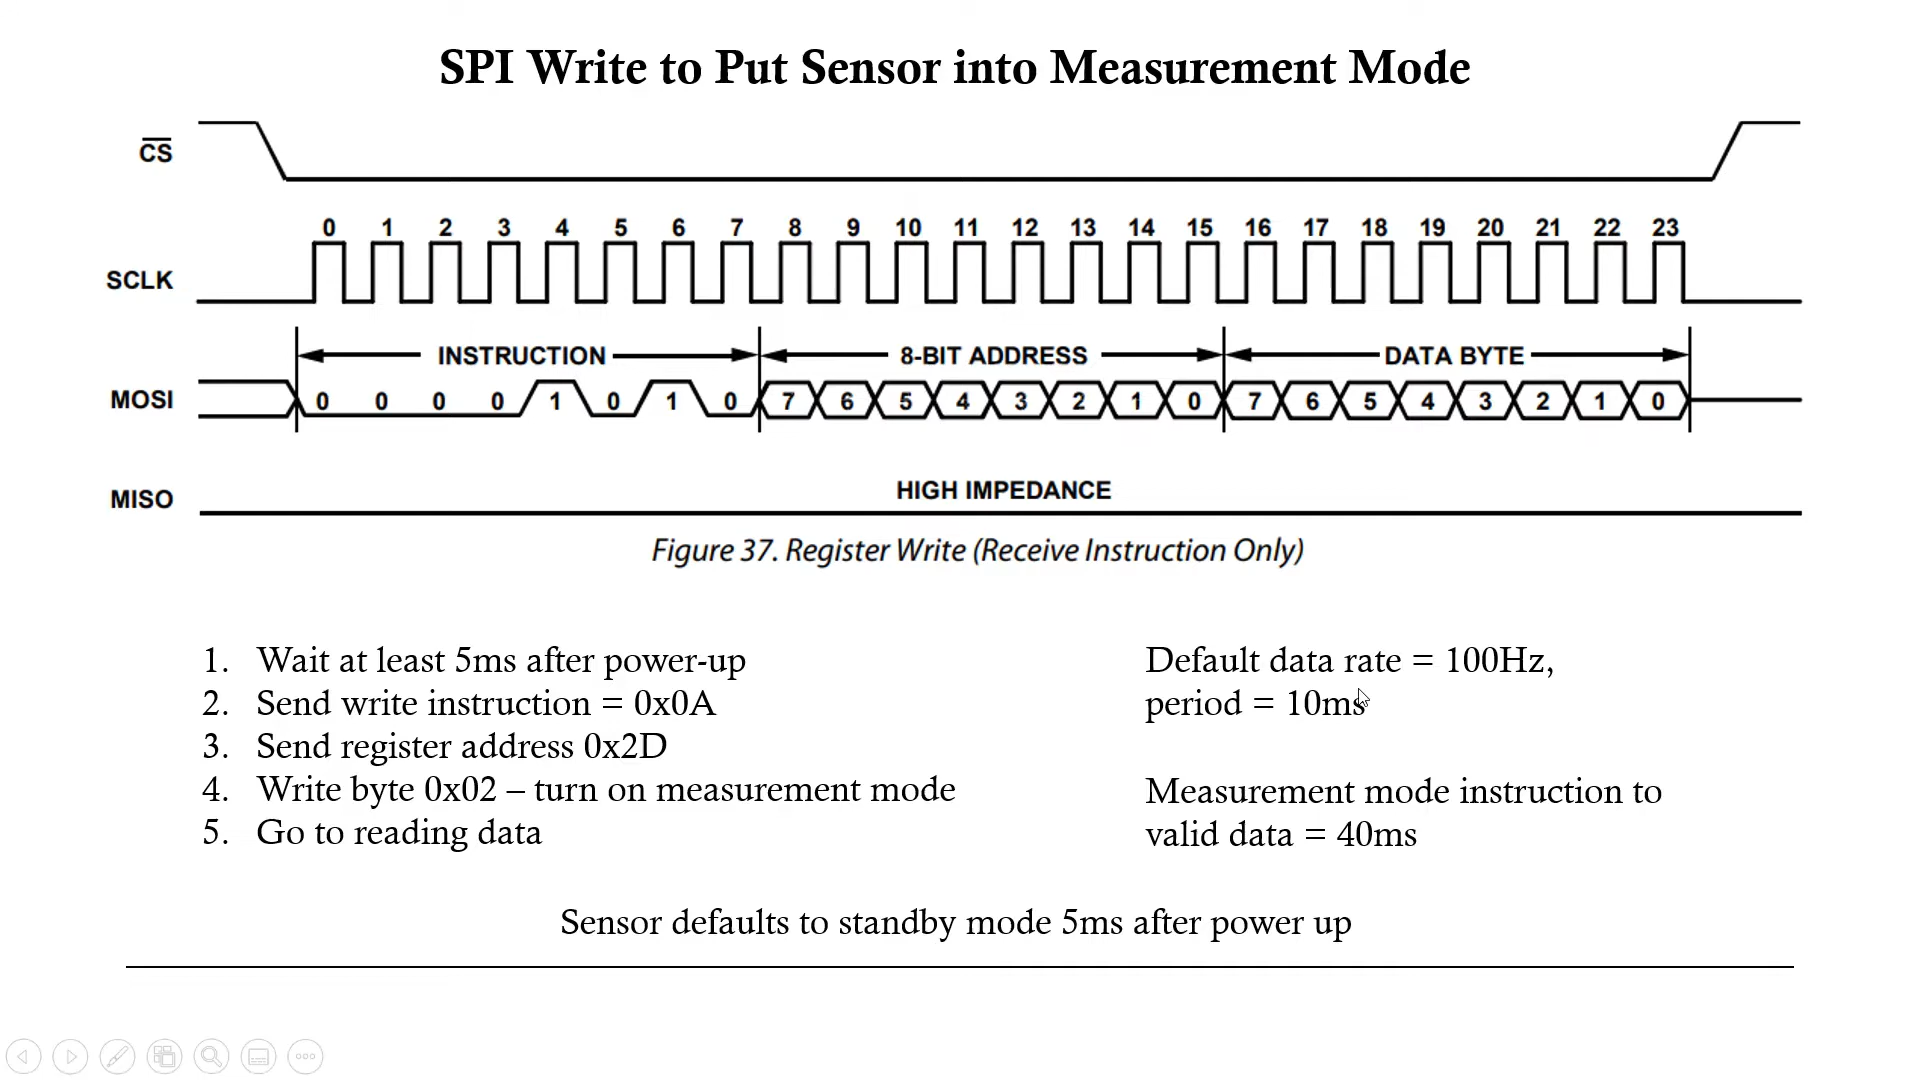 SPI Write to Put Sensor into Measurement Mode
CS
0 1 2 3 4 5 6 7 8 9 10 11 12 13 14 15 16 17 18 19 20 21 22 23
SCLK
INSTRUCTION 8-BIT ADDRESS DATA BYTE
MOSI 0 0 0 0 1 0 1 0 7 6 5 4 3 2 1 0 7 6 5 4 3 2 1 0
HIGH IMPEDANCE
MISO
Figure 37. Register Write (Receive Instruction Only)
1. Wait at least 5ms after power-up
2. Send write instruction = 0x0A
3. Send register address 0x2D
4. Write byte 0x02 – turn on measurement mode
5. Go to reading data
Default data rate = 100Hz,
period = 10ms
Measurement mode instruction to
valid data = 40ms
Sensor defaults to standby mode 5ms after power up